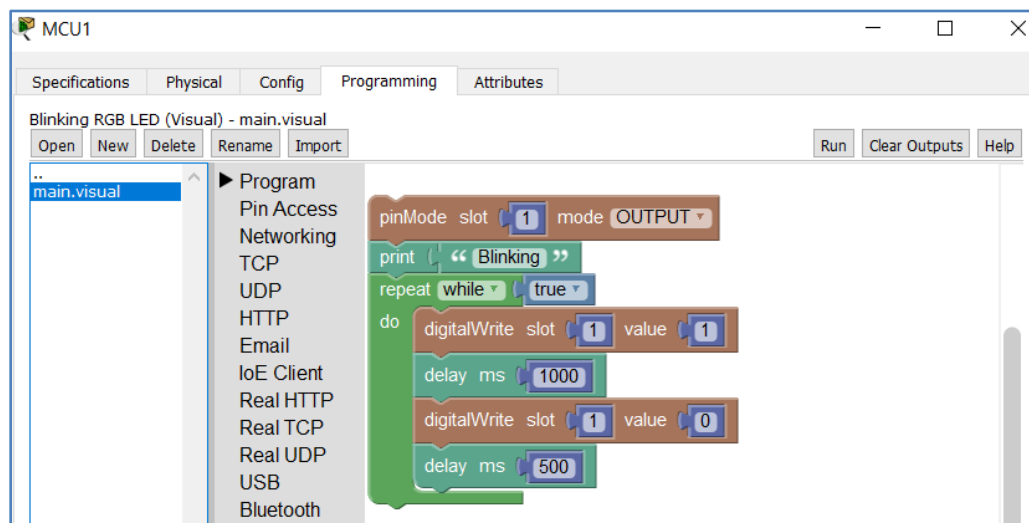 MCU1
Specifications Physical Config Programming Attributes
Blinking RGB LED (Visual) - main.visual
Open New Delete Rename Import Run Clear Outputs Help
..
main.visual
Program
Pin Access
Networking
TCP
UDP
HTTP
Email
IoE Client
Real HTTP
Real TCP
Real UDP
USB
Bluetooth
pinMode slot 1 mode OUTPUT
print “ Blinking ”
repeat while true
do
digitalWrite slot 1 value 1
delay ms 1000
digitalWrite slot 1 value 0
delay ms 500